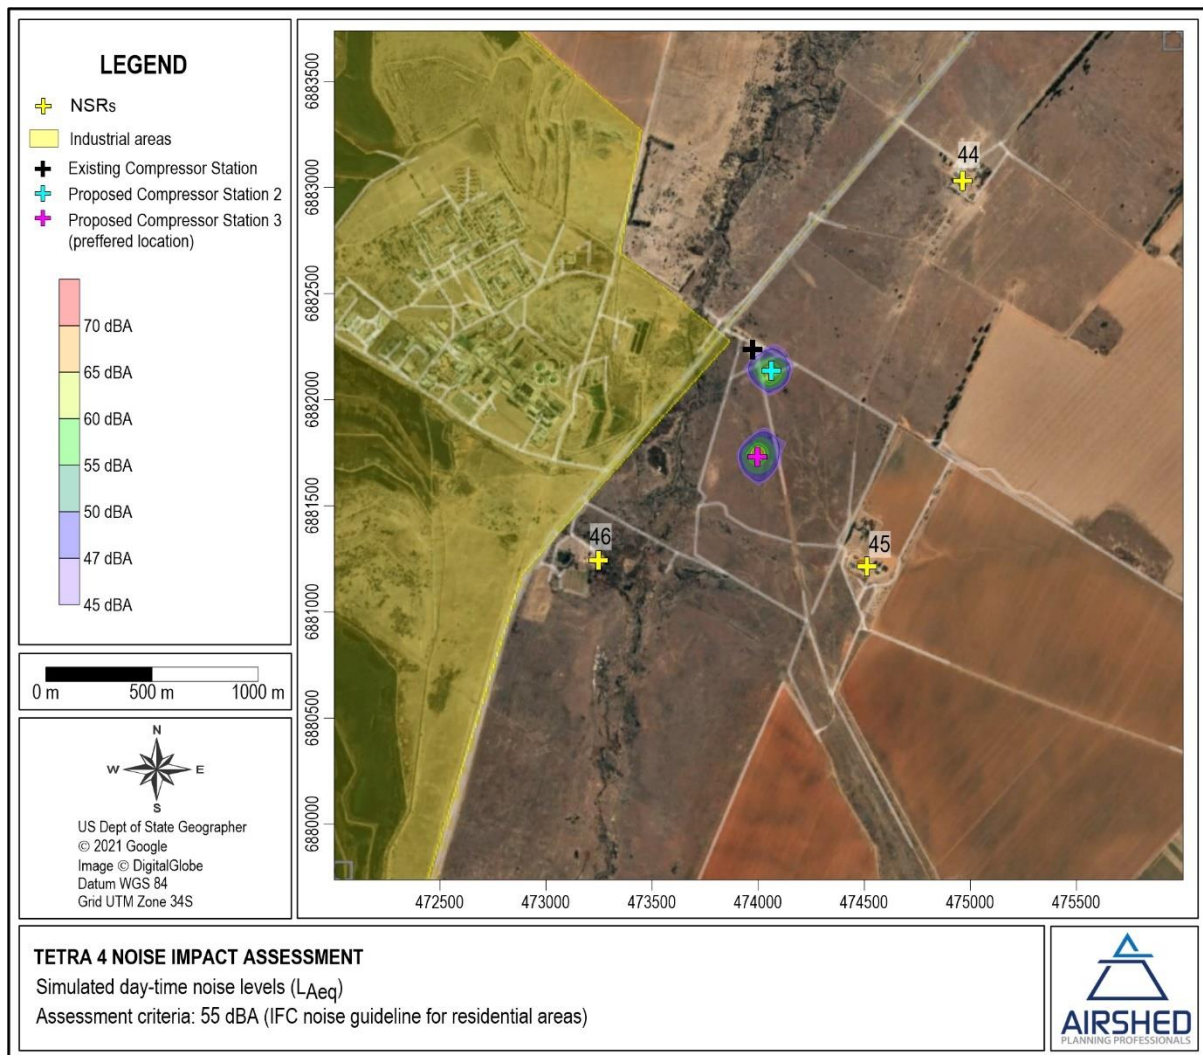 LEGEND
NSRs
Industrial areas
Existing Compressor Station
Proposed Compressor Station 2
Proposed Compressor Station 3
(preffered location)
70 dBA
65 dBA
60 dBA
55 dBA
50 dBA
47 dBA
45 dBA
0 m 500 m 1000 m
N
W E
S
US Dept of State Geographer
© 2021 Google
Image © DigitalGlobe
Datum WGS 84
Grid UTM Zone 34S
6883500
6883000
6882500
6882000
6881500
6881000
6880500
6880000
44
46
45
472500 473000 473500 474000 474500 475000 475500
TETRA 4 NOISE IMPACT ASSESSMENT
Simulated day-time noise levels (LAeq)
Assessment criteria: 55 dBA (IFC noise guideline for residential areas)
AIRSHED
PLANNING PROFESSIONALS